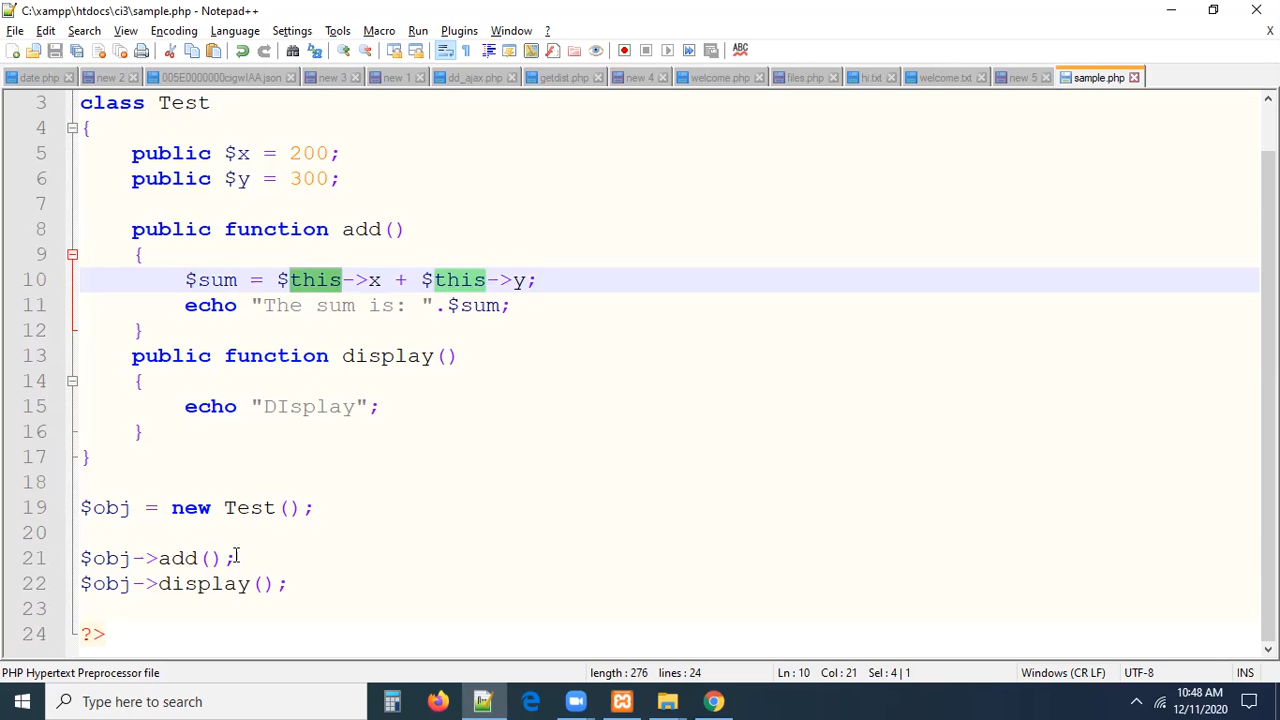 C:\xampp\htdocs\ci3\sample.php - Notepad++
File Edit Search View Encoding Language Settings Tools Macro Run Plugins Window ? X
date.php new 2 005E0000000cigwIAA.json new 3 new 1 dd_ajax.php getdist.php new 4 welcome.php files.php hi.txt welcome.txt new 5 sample.php
3 class Test
4 {
5 public $x = 200;
6 public $y = 300;
7
8 public function add()
9 {
10 $sum = $this->x + $this->y;
11 echo "The sum is: ".$sum;
12 }
13 public function display()
14 {
15 echo "DIsplay";
16 }
17 }
18
19 $obj = new Test();
20
21 $obj->add();
22 $obj->display();
23
24 ?>
PHP Hypertext Preprocessor file length : 276 lines : 24 Ln : 10 Col : 21 Sel : 4 | 1 Windows (CR LF) UTF-8 INS
Type here to search
10:48 AM
12/11/2020